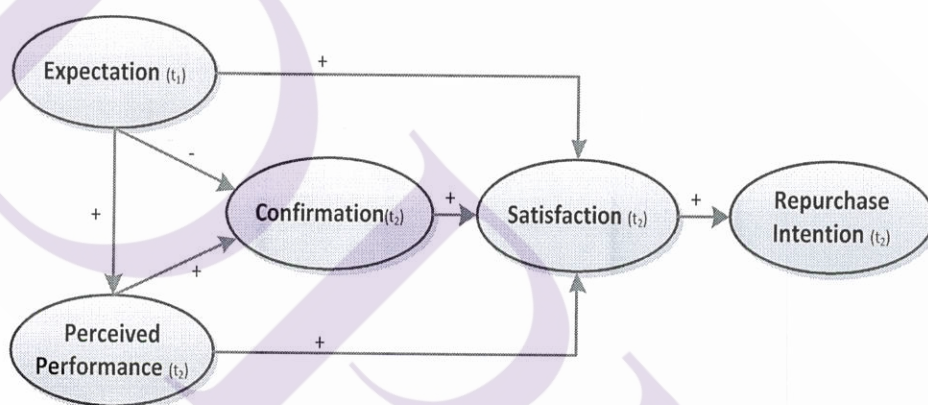 Expectation (t₁)
+
-
+
Confirmation(t₂)
+
Satisfaction (t₂)
+
Repurchase
Intention (t₂)
+
Perceived
Performance (t₂)
+